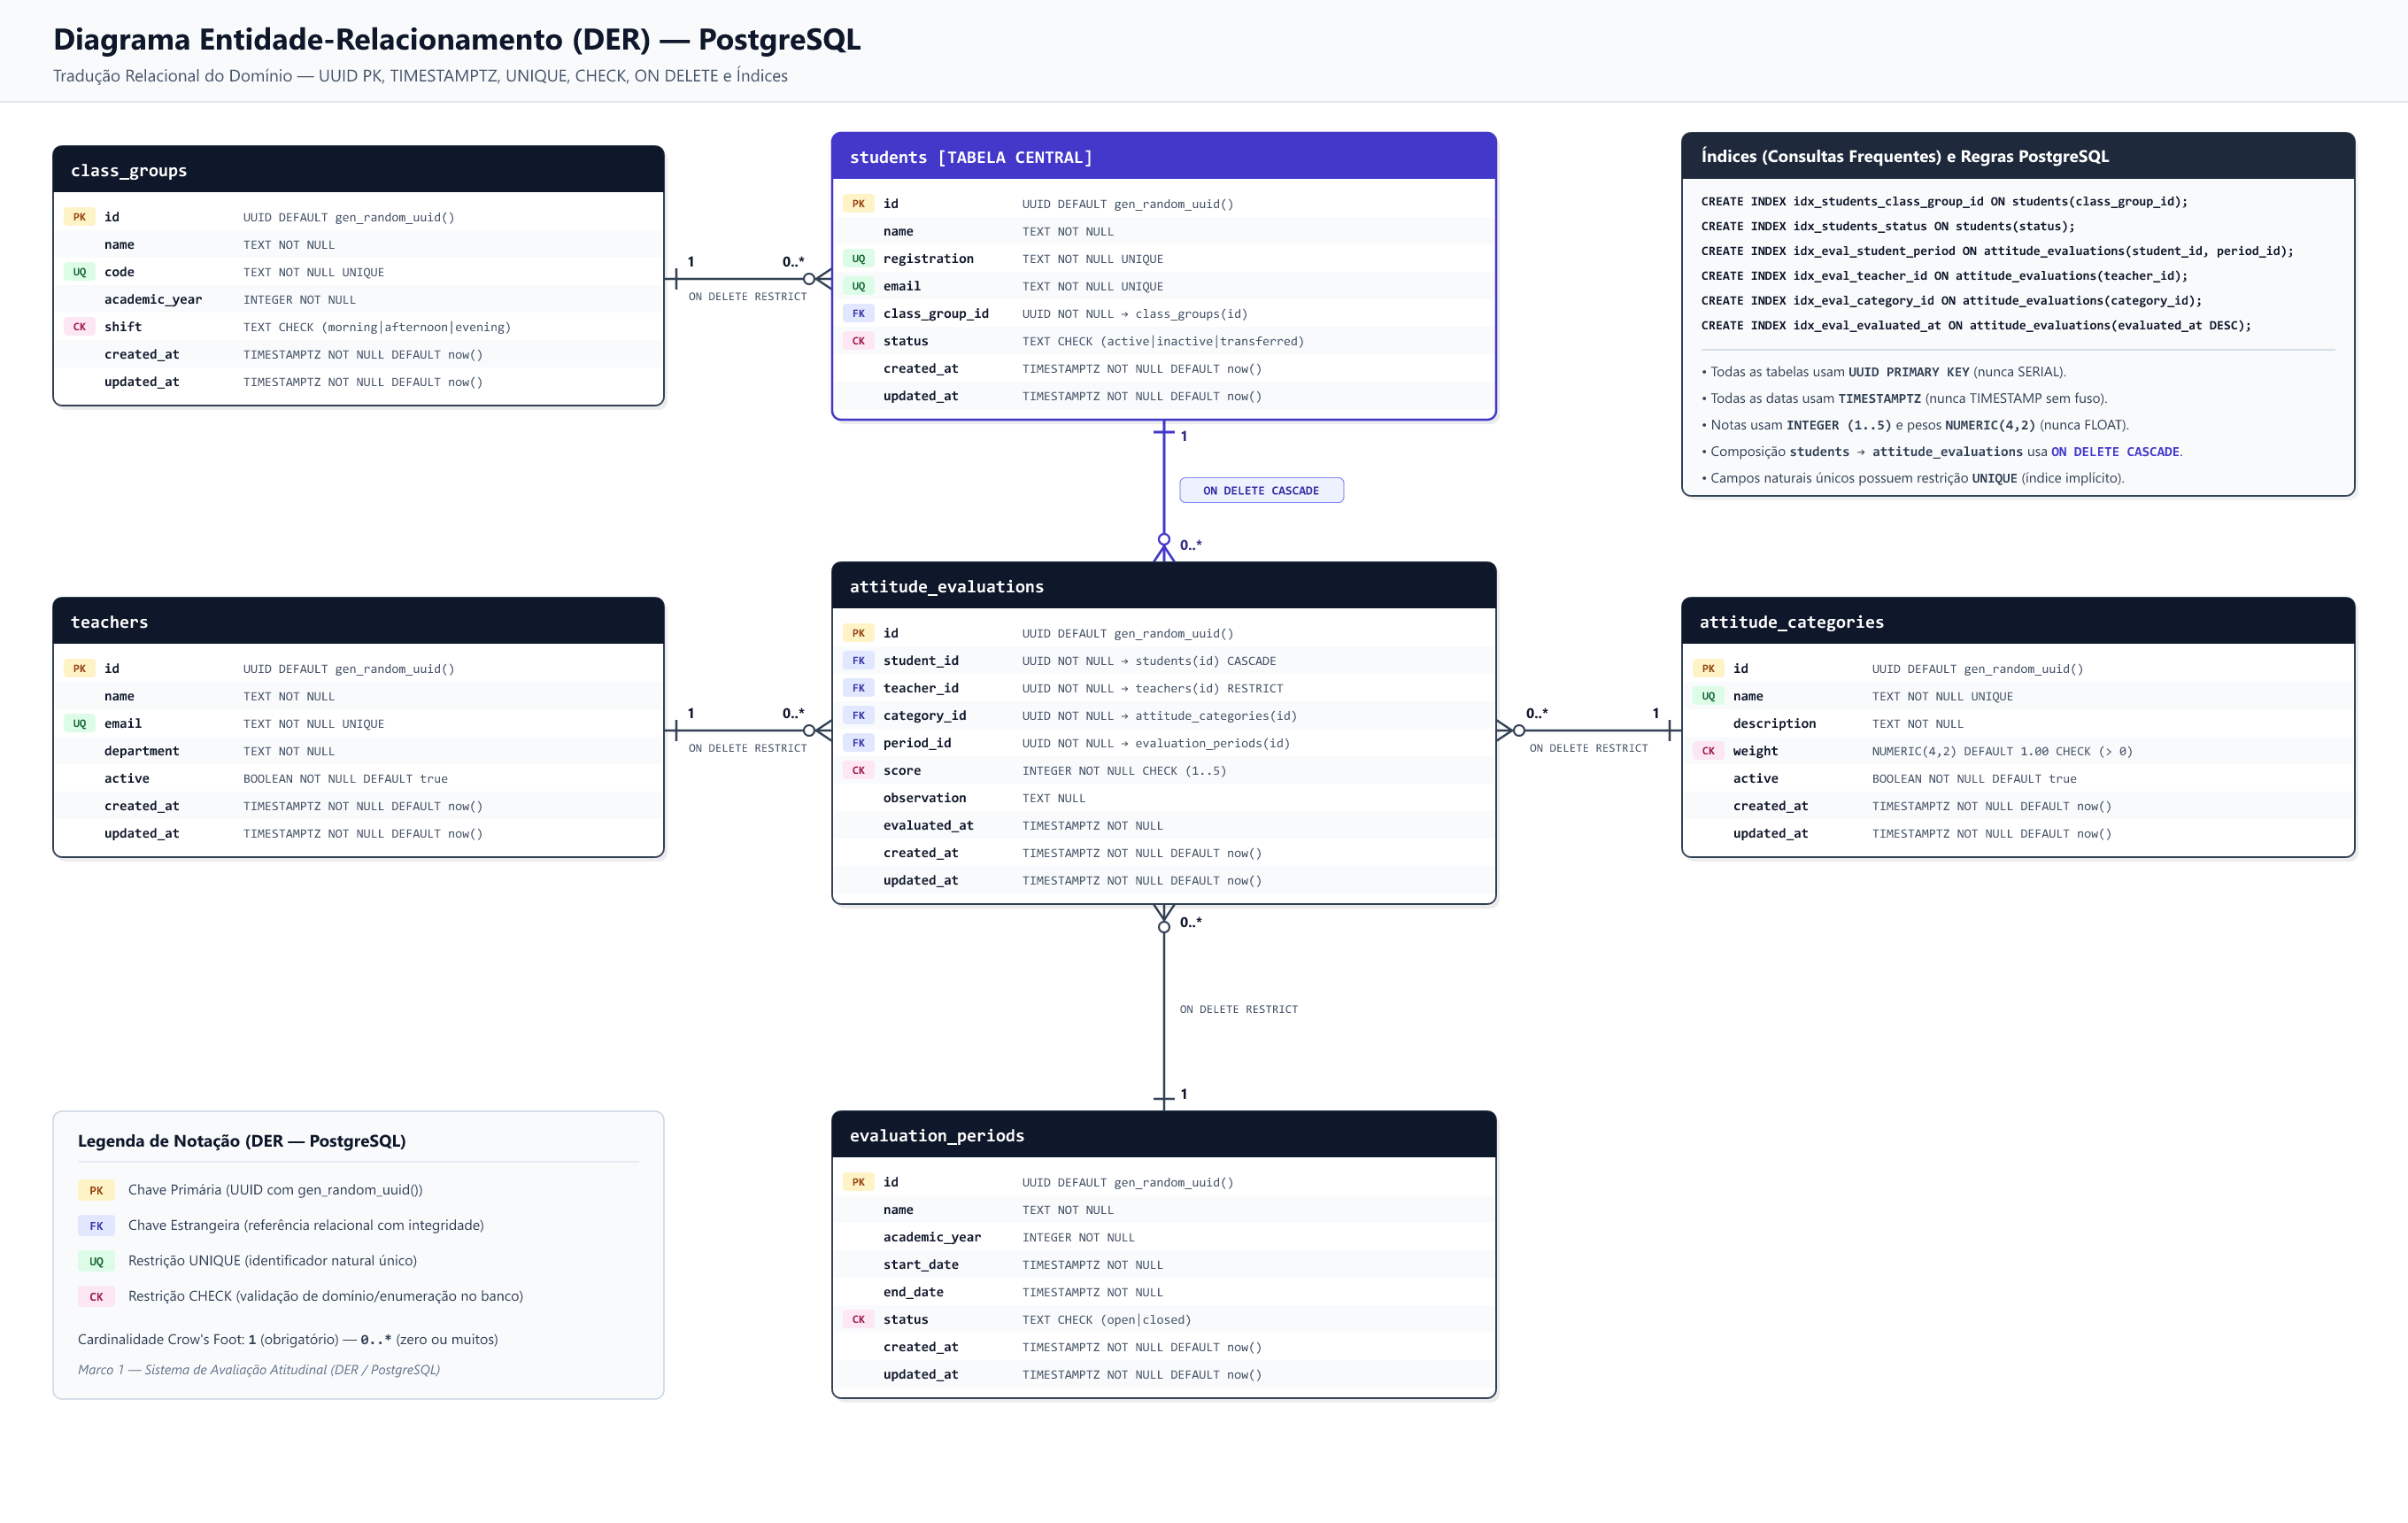 Diagrama Entidade-Relacionamento (DER) — PostgreSQL
Tradução Relacional do Domínio — UUID PK, TIMESTAMPTZ, UNIQUE, CHECK, ON DELETE e Índices
class_groups
PK id UUID DEFAULT gen_random_uuid()
name TEXT NOT NULL
UQ code TEXT NOT NULL UNIQUE
academic_year INTEGER NOT NULL
CK shift TEXT CHECK (morning|afternoon|evening)
created_at TIMESTAMPTZ NOT NULL DEFAULT now()
updated_at TIMESTAMPTZ NOT NULL DEFAULT now()
1 0..*
ON DELETE RESTRICT
students [TABELA CENTRAL]
PK id UUID DEFAULT gen_random_uuid()
name TEXT NOT NULL
UQ registration TEXT NOT NULL UNIQUE
UQ email TEXT NOT NULL UNIQUE
FK class_group_id UUID NOT NULL → class_groups(id)
CK status TEXT CHECK (active|inactive|transferred)
created_at TIMESTAMPTZ NOT NULL DEFAULT now()
updated_at TIMESTAMPTZ NOT NULL DEFAULT now()
Índices (Consultas Frequentes) e Regras PostgreSQL
CREATE INDEX idx_students_class_group_id ON students(class_group_id);
CREATE INDEX idx_students_status ON students(status);
CREATE INDEX idx_eval_student_period ON attitude_evaluations(student_id, period_id);
CREATE INDEX idx_eval_teacher_id ON attitude_evaluations(teacher_id);
CREATE INDEX idx_eval_category_id ON attitude_evaluations(category_id);
CREATE INDEX idx_eval_evaluated_at ON attitude_evaluations(evaluated_at DESC);
• Todas as tabelas usam UUID PRIMARY KEY (nunca SERIAL).
• Todas as datas usam TIMESTAMPTZ (nunca TIMESTAMP sem fuso).
• Notas usam INTEGER (1..5) e pesos NUMERIC(4,2) (nunca FLOAT).
• Composição students → attitude_evaluations usa ON DELETE CASCADE.
• Campos naturais únicos possuem restrição UNIQUE (índice implícito).
1
ON DELETE CASCADE
0..*
teachers
PK id UUID DEFAULT gen_random_uuid()
name TEXT NOT NULL
UQ email TEXT NOT NULL UNIQUE
department TEXT NOT NULL
active BOOLEAN NOT NULL DEFAULT true
created_at TIMESTAMPTZ NOT NULL DEFAULT now()
updated_at TIMESTAMPTZ NOT NULL DEFAULT now()
1 0..*
ON DELETE RESTRICT
attitude_evaluations
PK id UUID DEFAULT gen_random_uuid()
FK student_id UUID NOT NULL → students(id) CASCADE
FK teacher_id UUID NOT NULL → teachers(id) RESTRICT
FK category_id UUID NOT NULL → attitude_categories(id)
FK period_id UUID NOT NULL → evaluation_periods(id)
CK score INTEGER NOT NULL CHECK (1..5)
observation TEXT NULL
evaluated_at TIMESTAMPTZ NOT NULL
created_at TIMESTAMPTZ NOT NULL DEFAULT now()
updated_at TIMESTAMPTZ NOT NULL DEFAULT now()
0..* 1
ON DELETE RESTRICT
attitude_categories
PK id UUID DEFAULT gen_random_uuid()
UQ name TEXT NOT NULL UNIQUE
description TEXT NOT NULL
CK weight NUMERIC(4,2) DEFAULT 1.00 CHECK (> 0)
active BOOLEAN NOT NULL DEFAULT true
created_at TIMESTAMPTZ NOT NULL DEFAULT now()
updated_at TIMESTAMPTZ NOT NULL DEFAULT now()
0..*
ON DELETE RESTRICT
1
Legenda de Notação (DER — PostgreSQL)
PK Chave Primária (UUID com gen_random_uuid())
FK Chave Estrangeira (referência relacional com integridade)
UQ Restrição UNIQUE (identificador natural único)
CK Restrição CHECK (validação de domínio/enumeração no banco)
Cardinalidade Crow's Foot: 1 (obrigatório) — 0..* (zero ou muitos)
Marco 1 — Sistema de Avaliação Atitudinal (DER / PostgreSQL)
evaluation_periods
PK id UUID DEFAULT gen_random_uuid()
name TEXT NOT NULL
academic_year INTEGER NOT NULL
start_date TIMESTAMPTZ NOT NULL
end_date TIMESTAMPTZ NOT NULL
CK status TEXT CHECK (open|closed)
created_at TIMESTAMPTZ NOT NULL DEFAULT now()
updated_at TIMESTAMPTZ NOT NULL DEFAULT now()